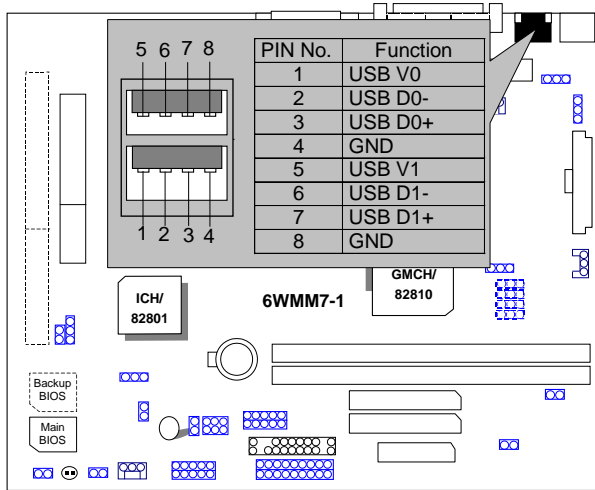 5 6 7 8
1 2 3 4
PIN No. Function
1 USB V0
2 USB D0-
3 USB D0+
4 GND
5 USB V1
6 USB D1-
7 USB D1+
8 GND
ICH/
82801
6WMM7-1
GMCH/
82810
Backup
BIOS
Main
BIOS